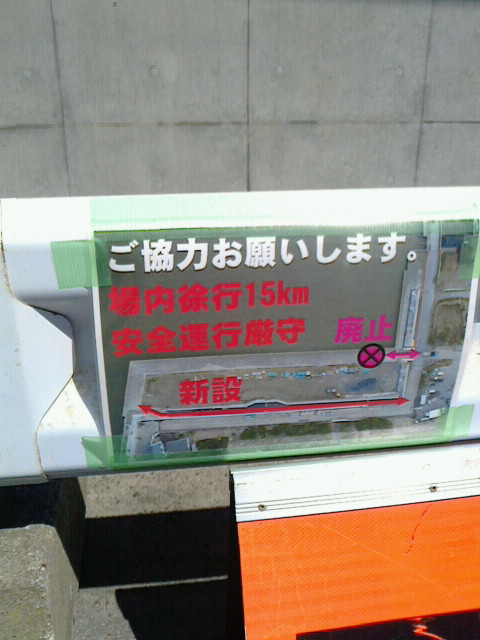 ご協力お願いします。
場内徐行15km
安全運行厳守
廃止
新設